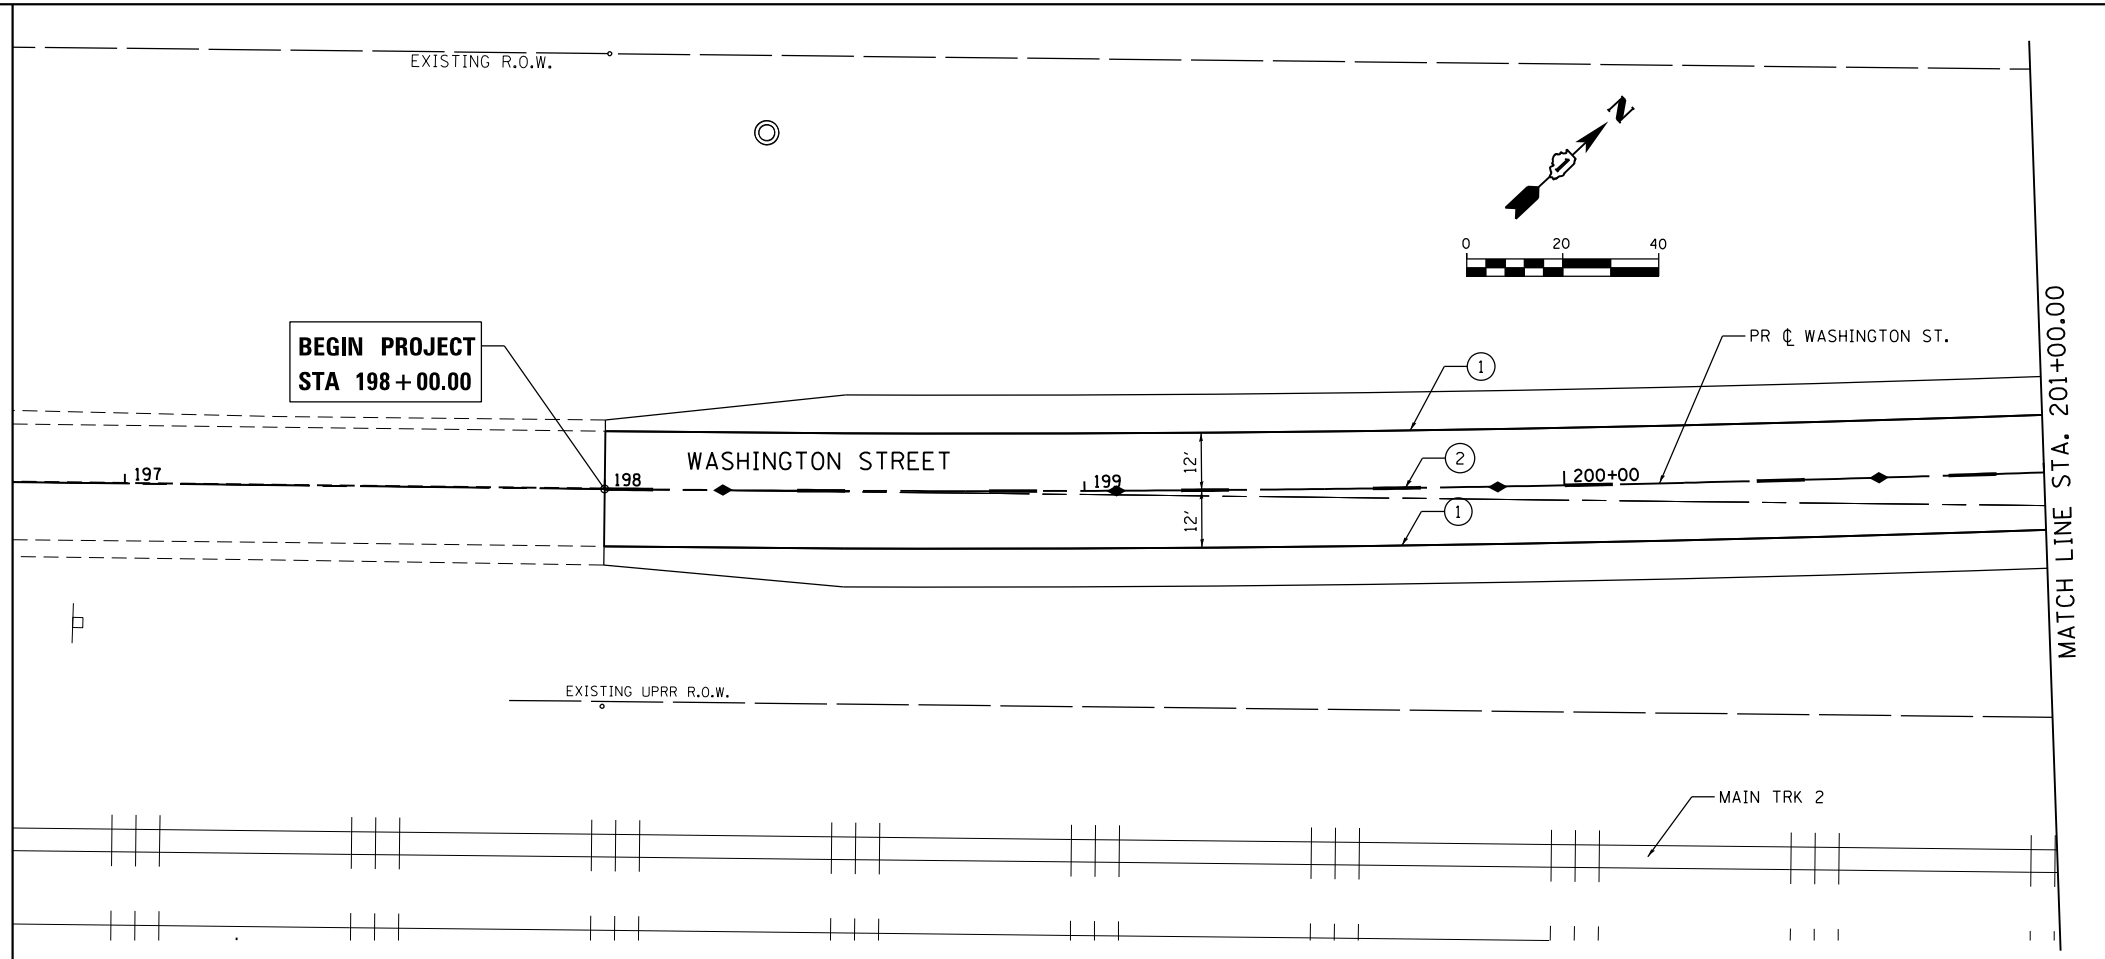 EXISTING R.O.W.
N
1
0 20 40
BEGIN PROJECT
STA 198+00.00
PR ℄ WASHINGTON ST.
1
WASHINGTON STREET
12'
2
197
198
199
200+00
12'
1
MATCH LINE STA. 201+00.00
EXISTING UPRR R.O.W.
MAIN TRK 2